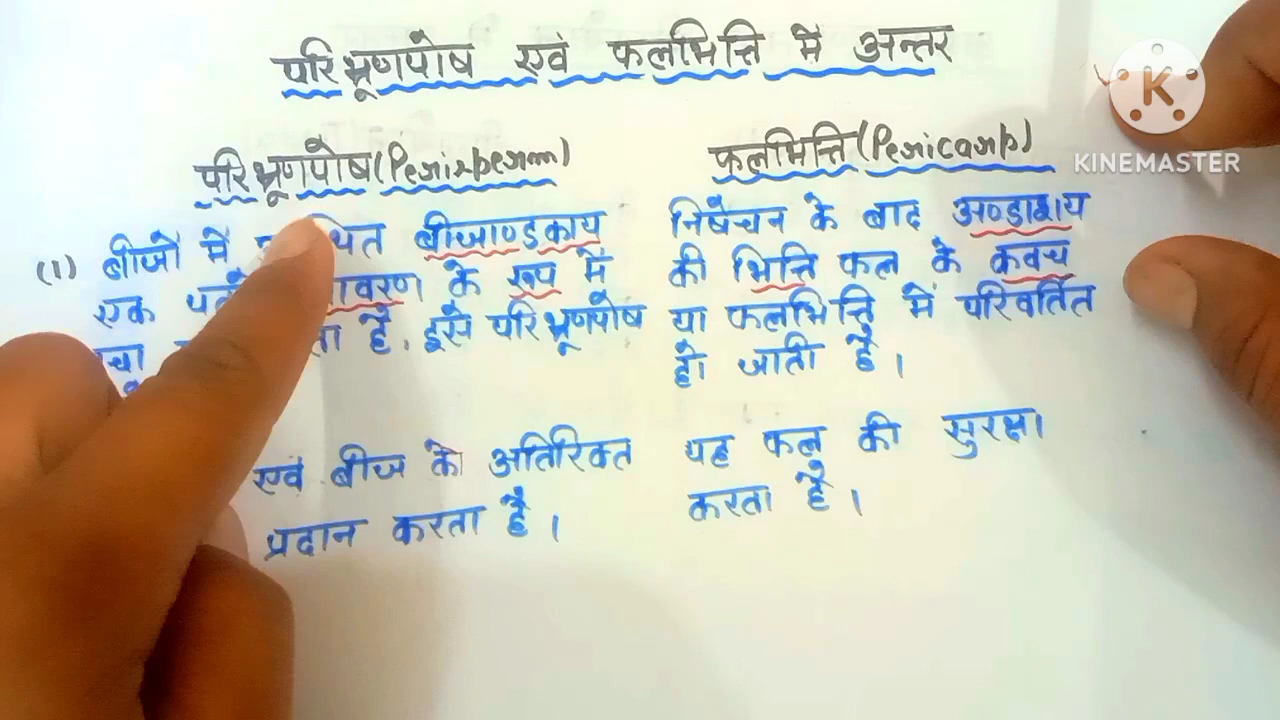 परिभ्रूणपोष एवं फलभित्ति में अन्तर
KINEMASTER
परिभ्रूणपोष (Perisperm)
(1) बीजों में बीजाण्डकाय
एक के रूप में
है. इसे परिभ्रूणपोष
एवं बीज को अतिरिक्त
प्रदान करता है।
फलभित्ति (Pericarp)
निषेचन के बाद अण्डाशय
की भित्ति फल के कवच
या फलभित्ति में परिवर्तित
हो जाती है।
यह फल की सुरक्षा
करता है।